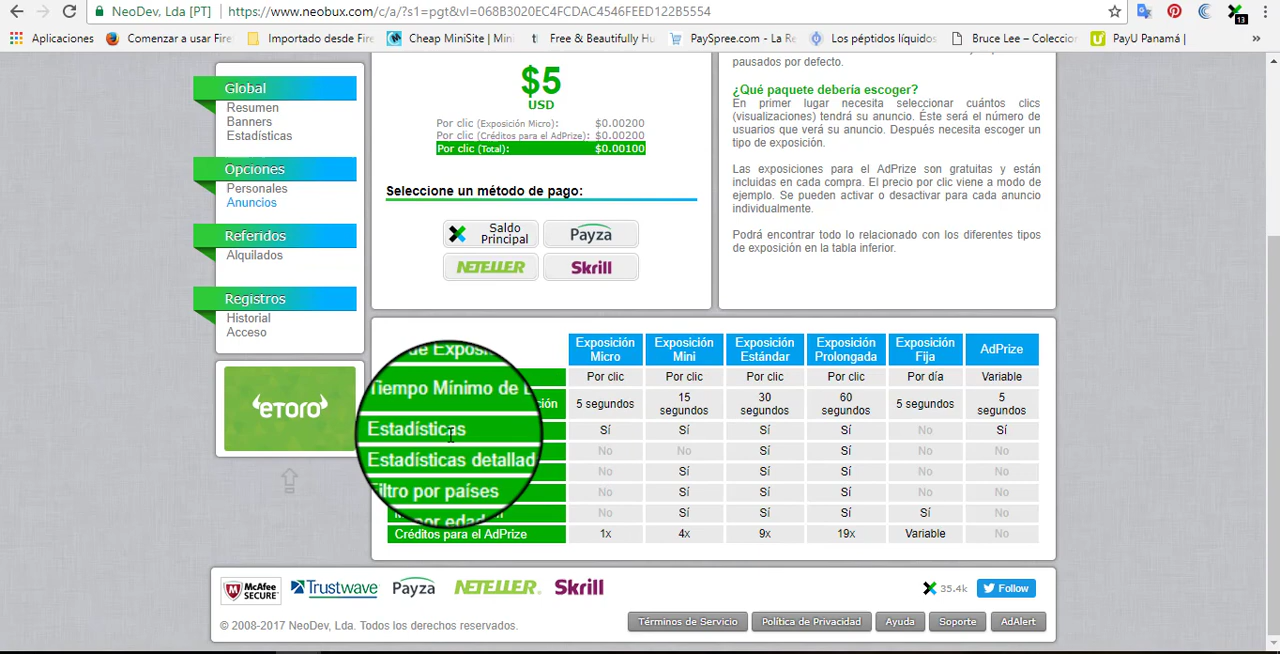 NeoDev, Lda [PT]
https://www.neobux.com/c/a/?s1=pgt&vl=068B3020EC4FCDAC4546FEED122B5554
13
Aplicaciones
Comenzar a usar Fire
Importado desde Fire
Cheap MiniSite | Mini
Free & Beautifully Hu
Payofree.com - La Re
Los péptidos líquidos
Bruce Lee – Coleccion
PayU Panamá |
»
Global
Resumen
Banners
Estadísticas
Opciones
Personales
Anuncios
Referidos
Alquilados
Registros
Historial
Acceso
eTORO
$5
USD
Por clic (Exposición Micro): $0.00200
Por clic (Créditos para el AdPrize): $0.00200
Por clic (Total): $0.00100
Seleccione un método de pago:
Saldo
Principal
Payza
NETELLER
Skrill
pausados por defecto.
¿Qué paquete debería escoger?
En primer lugar necesita seleccionar cuántos clics
(visualizaciones) tendrá su anuncio. Éste será el número de
usuarios que verá su anuncio. Después necesita escoger un
tipo de exposición.
Las exposiciones para el AdPrize son gratuitas y están
incluidas en cada compra. El precio por clic viene a modo de
ejemplo. Se pueden activar o desactivar para cada anuncio
individualmente.
Podrá encontrar todo lo relacionado con los diferentes tipos
de exposición en la tabla inferior.
Exposición Micro
Exposición Mini
Exposición Estándar
Exposición Prolongada
Exposición Fija
AdPrize
Por clic Por clic Por clic Por clic Por día Variable
Tiempo Mínimo de
ción
5 segundos 15 segundos 30 segundos 60 segundos 5 segundos 5 segundos
Estadísticas Sí Sí Sí Sí No Sí
Estadísticas detallad No No Sí Sí No No
No Sí Sí Sí No No
Filtro por países No Sí Sí Sí No No
por edad No Sí Sí Sí Sí No
Créditos para el AdPrize 1x 4x 9x 19x Variable No
McAfee
SECURE
Trustwave
Payza
NETELLER
Skrill
35.4k
Follow
© 2008-2017 NeoDev, Lda. Todos los derechos reservados.
Términos de Servicio
Política de Privacidad
Ayuda
Soporte
AdAlert